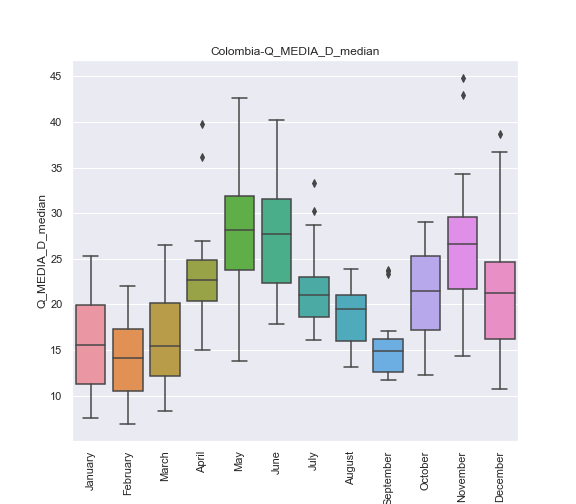 Colombia-Q_MEDIA_D_median
45
40
35
30
25
20
15
10
Q_MEDIA_D_median
January
February
March
April
May
June
July
August
September
October
November
December